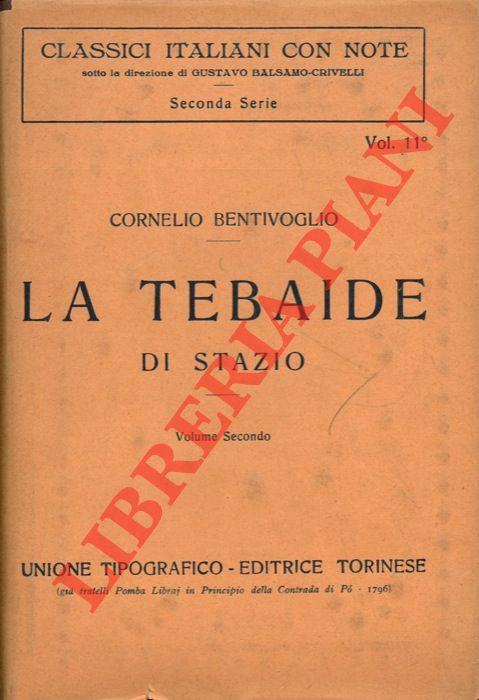 CLASSICI ITALIANI CON NOTE
sotto la direzione di GUSTAVO BALSAMO-CRIVELLI
Seconda Serie
Vol. 11°
CORNELIO BENTIVOGLIO
LA TEBAIDE
DI STAZIO
Volume Secondo
UNIONE TIPOGRAFICO - EDITRICE TORINESE
(già fratelli Pomba Libraj in Principio della Contrada di Pó - 1796)
LIBRERIA PIANI